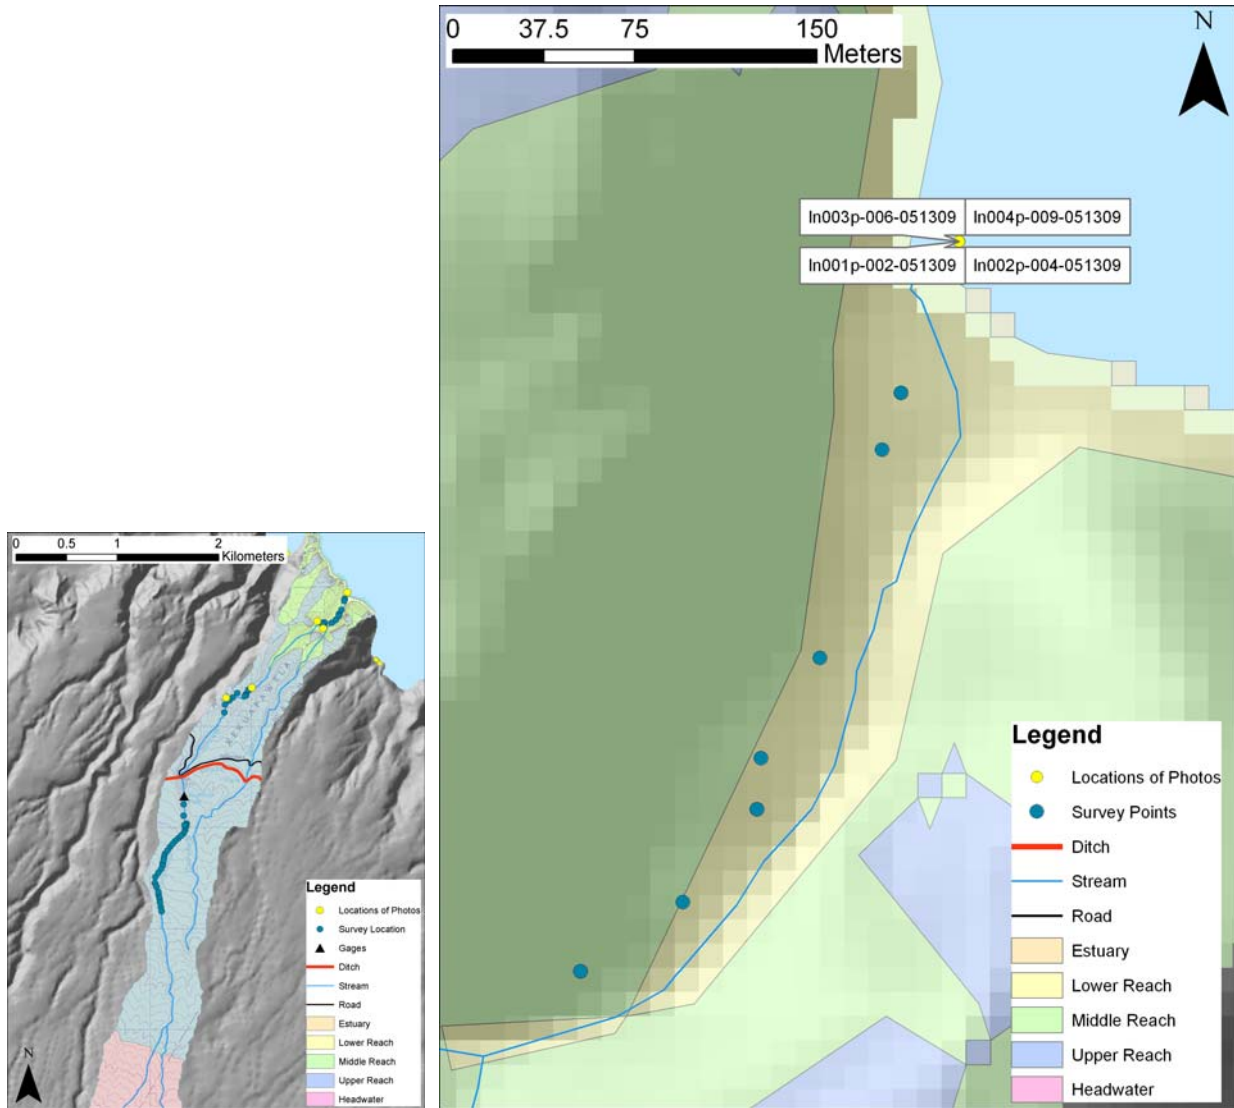 0 0.5 1 2
Kilometers
KEKUAPAWELA
Legend
Locations of Photos
Survey Location
Gages
Ditch
Stream
Road
Estuary
Lower Reach
Middle Reach
Upper Reach
Headwater
N
0 37.5 75 150
Meters
N
In003p-006-051309 In004p-009-051309
In001p-002-051309 In002p-004-051309
Legend
Locations of Photos
Survey Points
Ditch
Stream
Road
Estuary
Lower Reach
Middle Reach
Upper Reach
Headwater